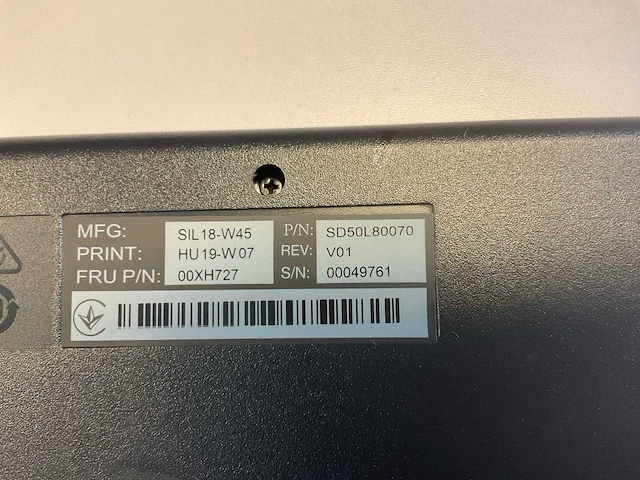 MFG: SIL18-W45 P/N: SD50L80070
PRINT: HU19-W07 REV: V01
FRU P/N: 00XH727 S/N: 00049761